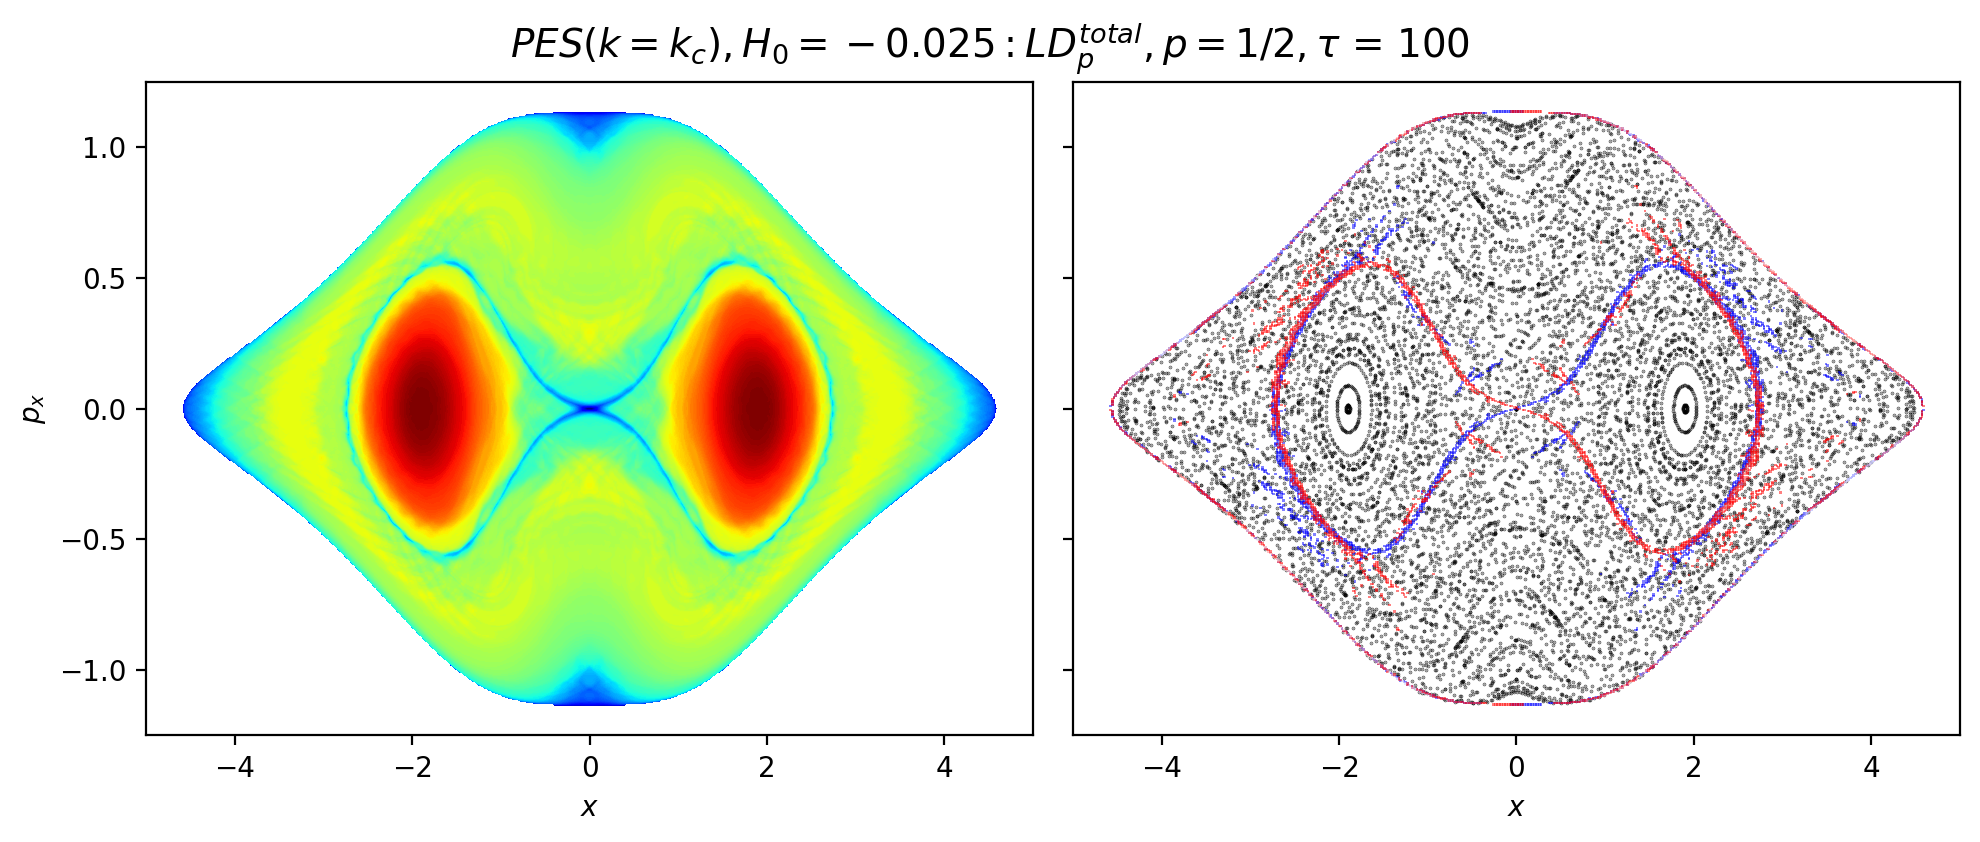 PES(k = k_c), H_0 = −0.025 : LD_p^{total}, p = 1/2, τ = 100
1.0
0.5
0.0
−0.5
−1.0
p_x
−4 −2 0 2 4
−4 −2 0 2 4
x
x